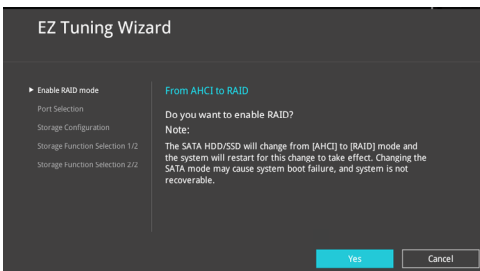 EZ Tuning Wizard
Enable RAID mode
Port Selection
Storage Configuration
Storage Function Selection 1/2
Storage Function Selection 2/2
From AHCI to RAID
Do you want to enable RAID?
Note:
The SATA HDD/SSD will change from [AHCI] to [RAID] mode and
the system will restart for this change to take effect. Changing the
SATA mode may cause system boot failure, and system is not
recoverable.
Yes
Cancel